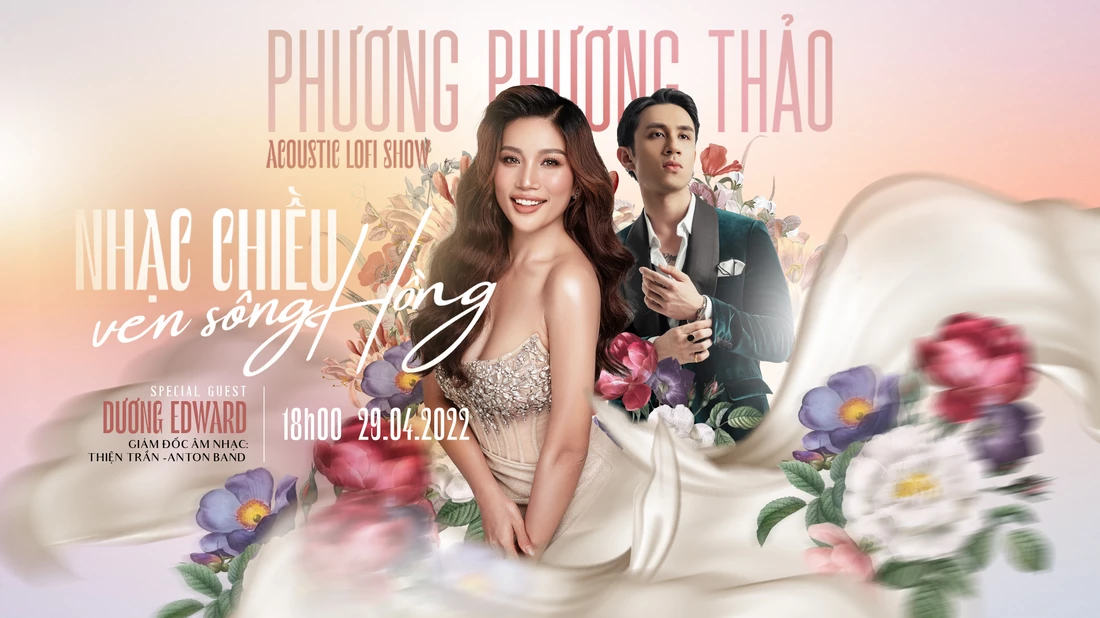 PHƯƠNG PHƯƠNG THẢO
ACOUSTIC LOFI SHOW
NHẠC CHIỀU
ven sông Hồng
SPECIAL GUEST
DƯƠNG EDWARD
GIÁM ĐỐC ÂM NHẠC:
THIỆN TRẦN -ANTON BAND
18h00 29.04.2022